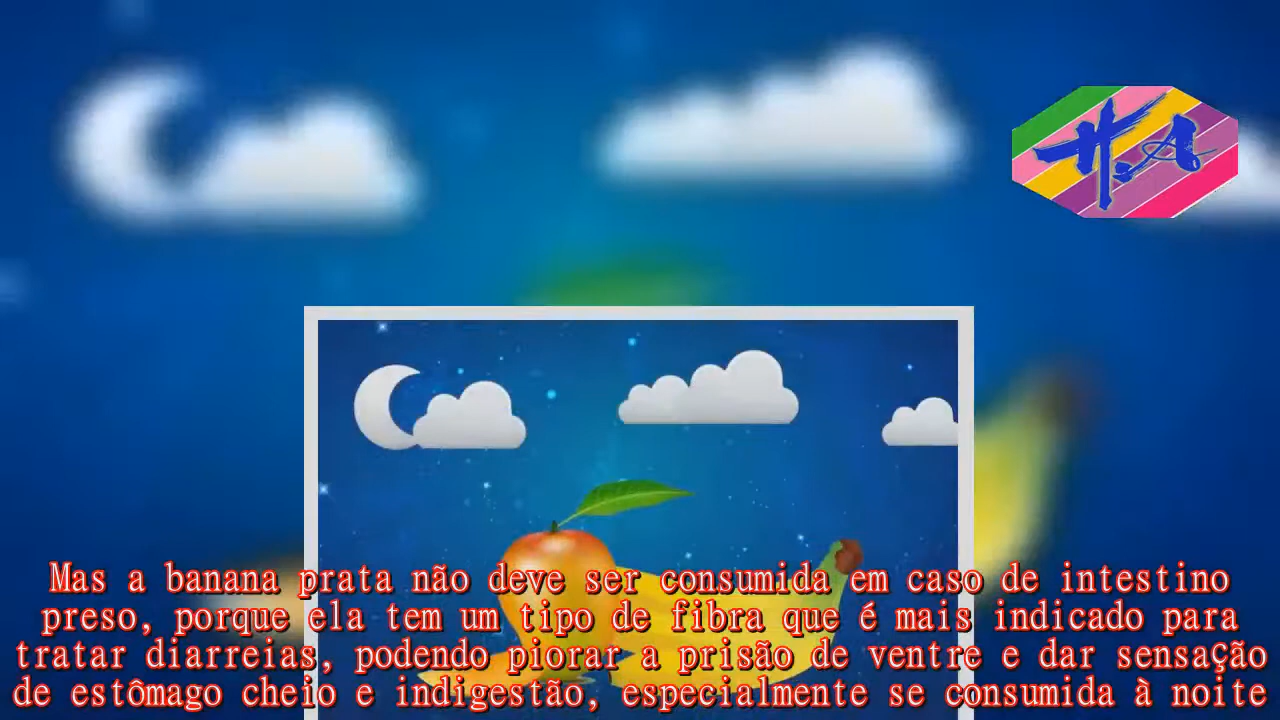 H.A
Mas a banana prata não deve ser consumida em caso de intestino
preso, porque ela tem um tipo de fibra que é mais indicado para
tratar diarreias, podendo piorar a prisão de ventre e dar sensação
de estômago cheio e indigestão, especialmente se consumida à noite